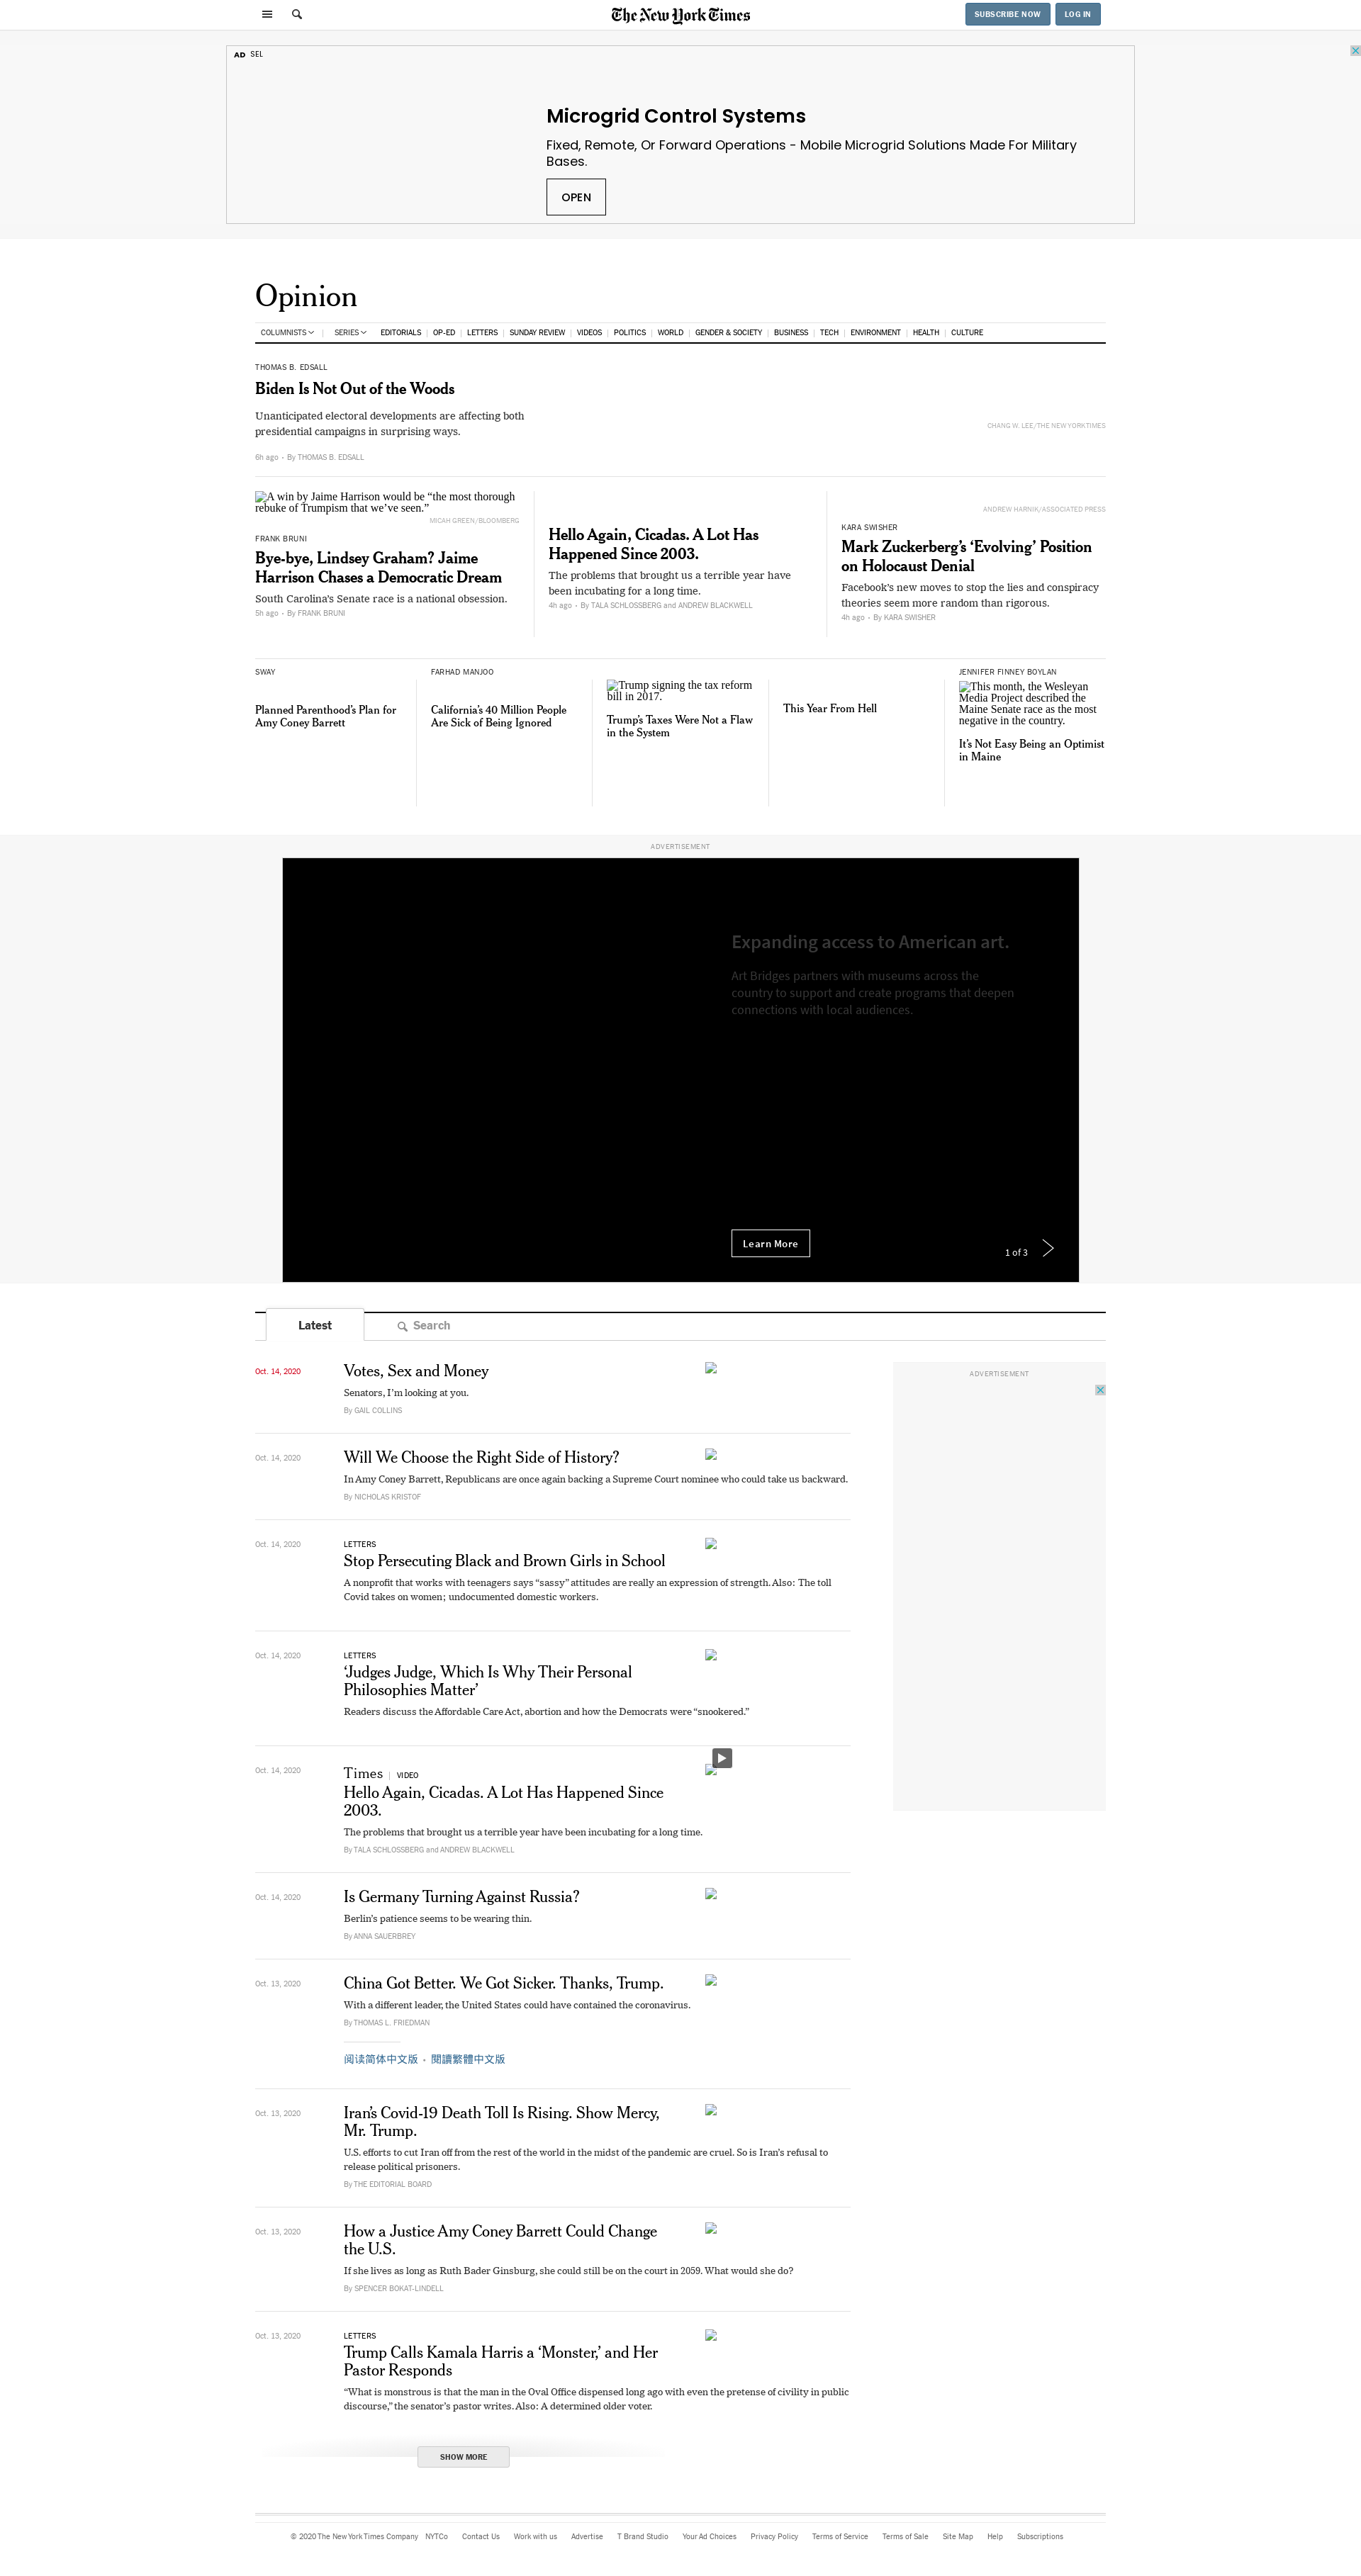 The New York Times
SUBSCRIBE NOW
LOG IN
AD SEL
Microgrid Control Systems
Fixed, Remote, Or Forward Operations - Mobile Microgrid Solutions Made For Military
Bases.
OPEN
Opinion
COLUMNISTS | SERIES EDITORIALS | OP-ED | LETTERS | SUNDAY REVIEW | VIDEOS | POLITICS | WORLD | GENDER & SOCIETY | BUSINESS | TECH | ENVIRONMENT | HEALTH | CULTURE
THOMAS B. EDSALL
Biden Is Not Out of the Woods
Unanticipated electoral developments are affecting both
presidential campaigns in surprising ways.
6h ago • By THOMAS B. EDSALL
CHANG W. LEE/THE NEW YORK TIMES
A win by Jaime Harrison would be “the most thorough
rebuke of Trumpism that we’ve seen.”
MICAH GREEN/BLOOMBERG
FRANK BRUNI
Bye-bye, Lindsey Graham? Jaime
Harrison Chases a Democratic Dream
South Carolina’s Senate race is a national obsession.
5h ago • By FRANK BRUNI
Hello Again, Cicadas. A Lot Has
Happened Since 2003.
The problems that brought us a terrible year have
been incubating for a long time.
4h ago • By TALA SCHLOSSBERG and ANDREW BLACKWELL
ANDREW HARNIK/ASSOCIATED PRESS
KARA SWISHER
Mark Zuckerberg’s ‘Evolving’ Position
on Holocaust Denial
Facebook’s new moves to stop the lies and conspiracy
theories seem more random than rigorous.
4h ago • By KARA SWISHER
SWAY
Planned Parenthood’s Plan for
Amy Coney Barrett
FARHAD MANJOO
California’s 40 Million People
Are Sick of Being Ignored
Trump signing the tax reform
bill in 2017.
Trump’s Taxes Were Not a Flaw
in the System
This Year From Hell
JENNIFER FINNEY BOYLAN
This month, the Wesleyan
Media Project described the
Maine Senate race as the most
negative in the country.
It’s Not Easy Being an Optimist
in Maine
ADVERTISEMENT
Expanding access to American art.
Art Bridges partners with museums across the
country to support and create programs that deepen
connections with local audiences.
Learn More
1 of 3
Latest
Search
ADVERTISEMENT
Oct. 14, 2020
Votes, Sex and Money
Senators, I’m looking at you.
By GAIL COLLINS
Oct. 14, 2020
Will We Choose the Right Side of History?
In Amy Coney Barrett, Republicans are once again backing a Supreme Court nominee who could take us backward.
By NICHOLAS KRISTOF
Oct. 14, 2020
LETTERS
Stop Persecuting Black and Brown Girls in School
A nonprofit that works with teenagers says “sassy” attitudes are really an expression of strength. Also: The toll
Covid takes on women; undocumented domestic workers.
Oct. 14, 2020
LETTERS
‘Judges Judge, Which Is Why Their Personal
Philosophies Matter’
Readers discuss the Affordable Care Act, abortion and how the Democrats were “snookered.”
Oct. 14, 2020
Times | VIDEO
Hello Again, Cicadas. A Lot Has Happened Since
2003.
The problems that brought us a terrible year have been incubating for a long time.
By TALA SCHLOSSBERG and ANDREW BLACKWELL
Oct. 14, 2020
Is Germany Turning Against Russia?
Berlin’s patience seems to be wearing thin.
By ANNA SAUERBREY
Oct. 13, 2020
China Got Better. We Got Sicker. Thanks, Trump.
With a different leader, the United States could have contained the coronavirus.
By THOMAS L. FRIEDMAN
阅读简体中文版 • 閱讀繁體中文版
Oct. 13, 2020
Iran’s Covid-19 Death Toll Is Rising. Show Mercy,
Mr. Trump.
U.S. efforts to cut Iran off from the rest of the world in the midst of the pandemic are cruel. So is Iran’s refusal to
release political prisoners.
By THE EDITORIAL BOARD
Oct. 13, 2020
How a Justice Amy Coney Barrett Could Change
the U.S.
If she lives as long as Ruth Bader Ginsburg, she could still be on the court in 2059. What would she do?
By SPENCER BOKAT-LINDELL
Oct. 13, 2020
LETTERS
Trump Calls Kamala Harris a ‘Monster,’ and Her
Pastor Responds
“What is monstrous is that the man in the Oval Office dispensed long ago with even the pretense of civility in public
discourse,” the senator’s pastor writes. Also: A determined older voter.
SHOW MORE
© 2020 The New York Times Company NYTCo Contact Us Work with us Advertise T Brand Studio Your Ad Choices Privacy Policy Terms of Service Terms of Sale Site Map Help Subscriptions